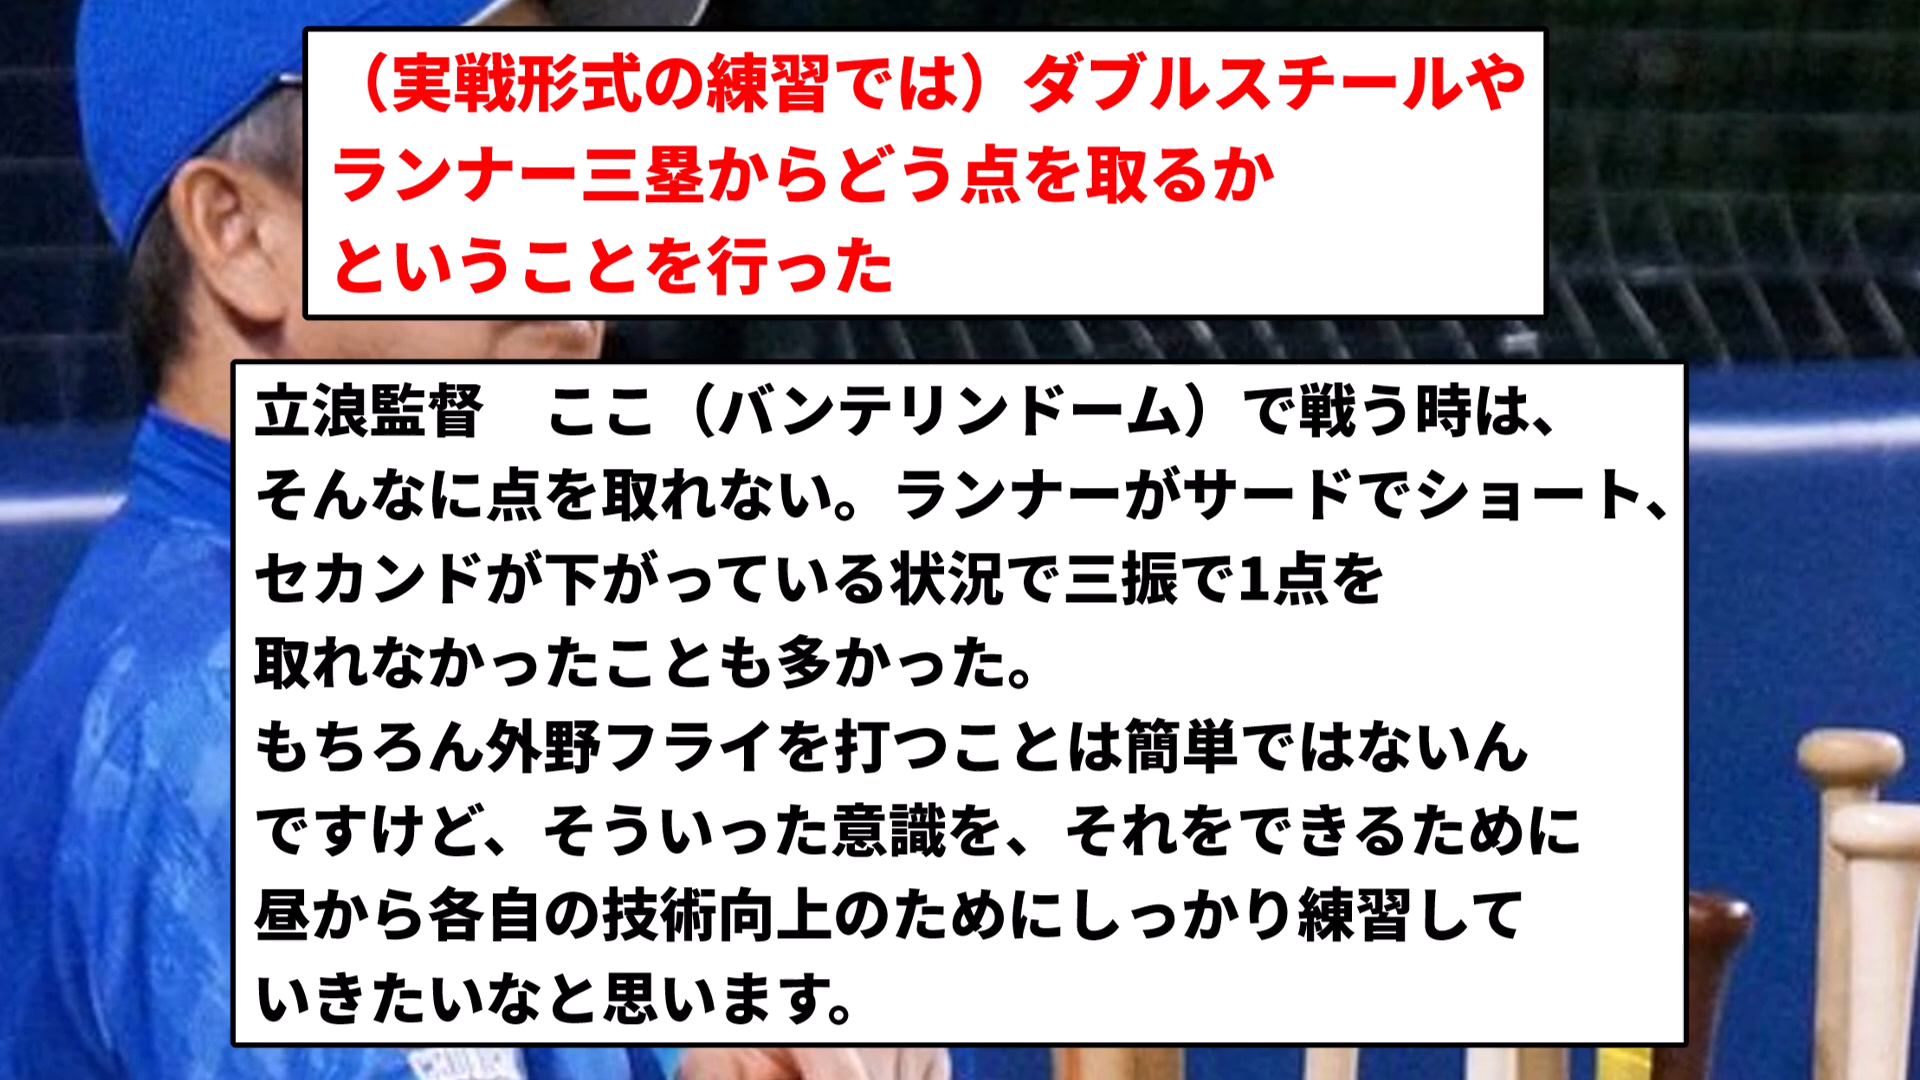 （実戦形式の練習では）ダブルスチールや
ランナー三塁からどう点を取るか
ということを行った
立浪監督　ここ（バンテリンドーム）で戦う時は、
そんなに点を取れない。ランナーがサードでショート、
セカンドが下がっている状況で三振で1点を
取れなかったことも多かった。
もちろん外野フライを打つことは簡単ではないん
ですけど、そういった意識を、それをできるために
昼から各自の技術向上のためにしっかり練習して
いきたいなと思います。